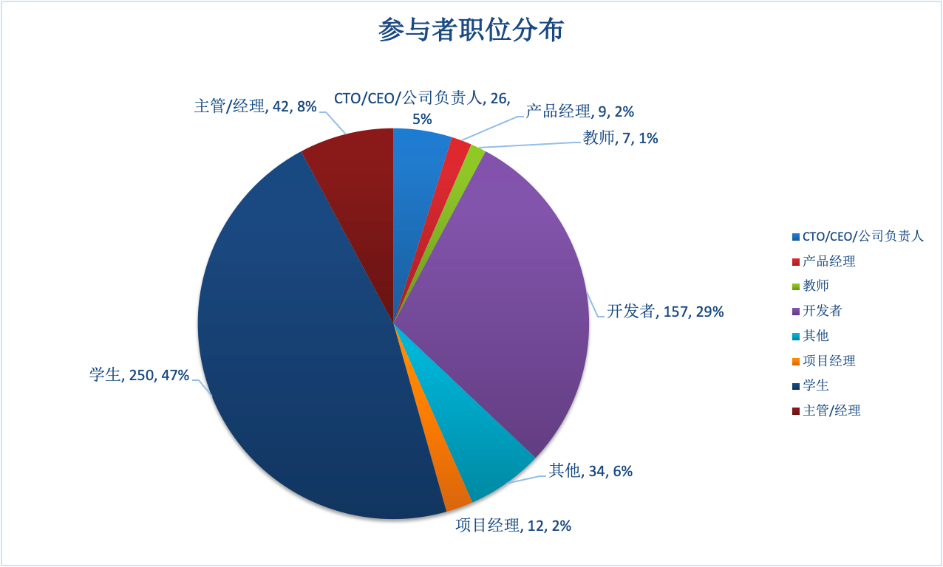 参与者职位分布
主管/经理, 42, 8%
CTO/CEO/公司负责人, 26,
5%
产品经理, 9, 2%
教师, 7, 1%
开发者, 157, 29%
学生, 250, 47%
其他, 34, 6%
项目经理, 12, 2%
CTO/CEO/公司负责人
产品经理
教师
开发者
其他
项目经理
学生
主管/经理